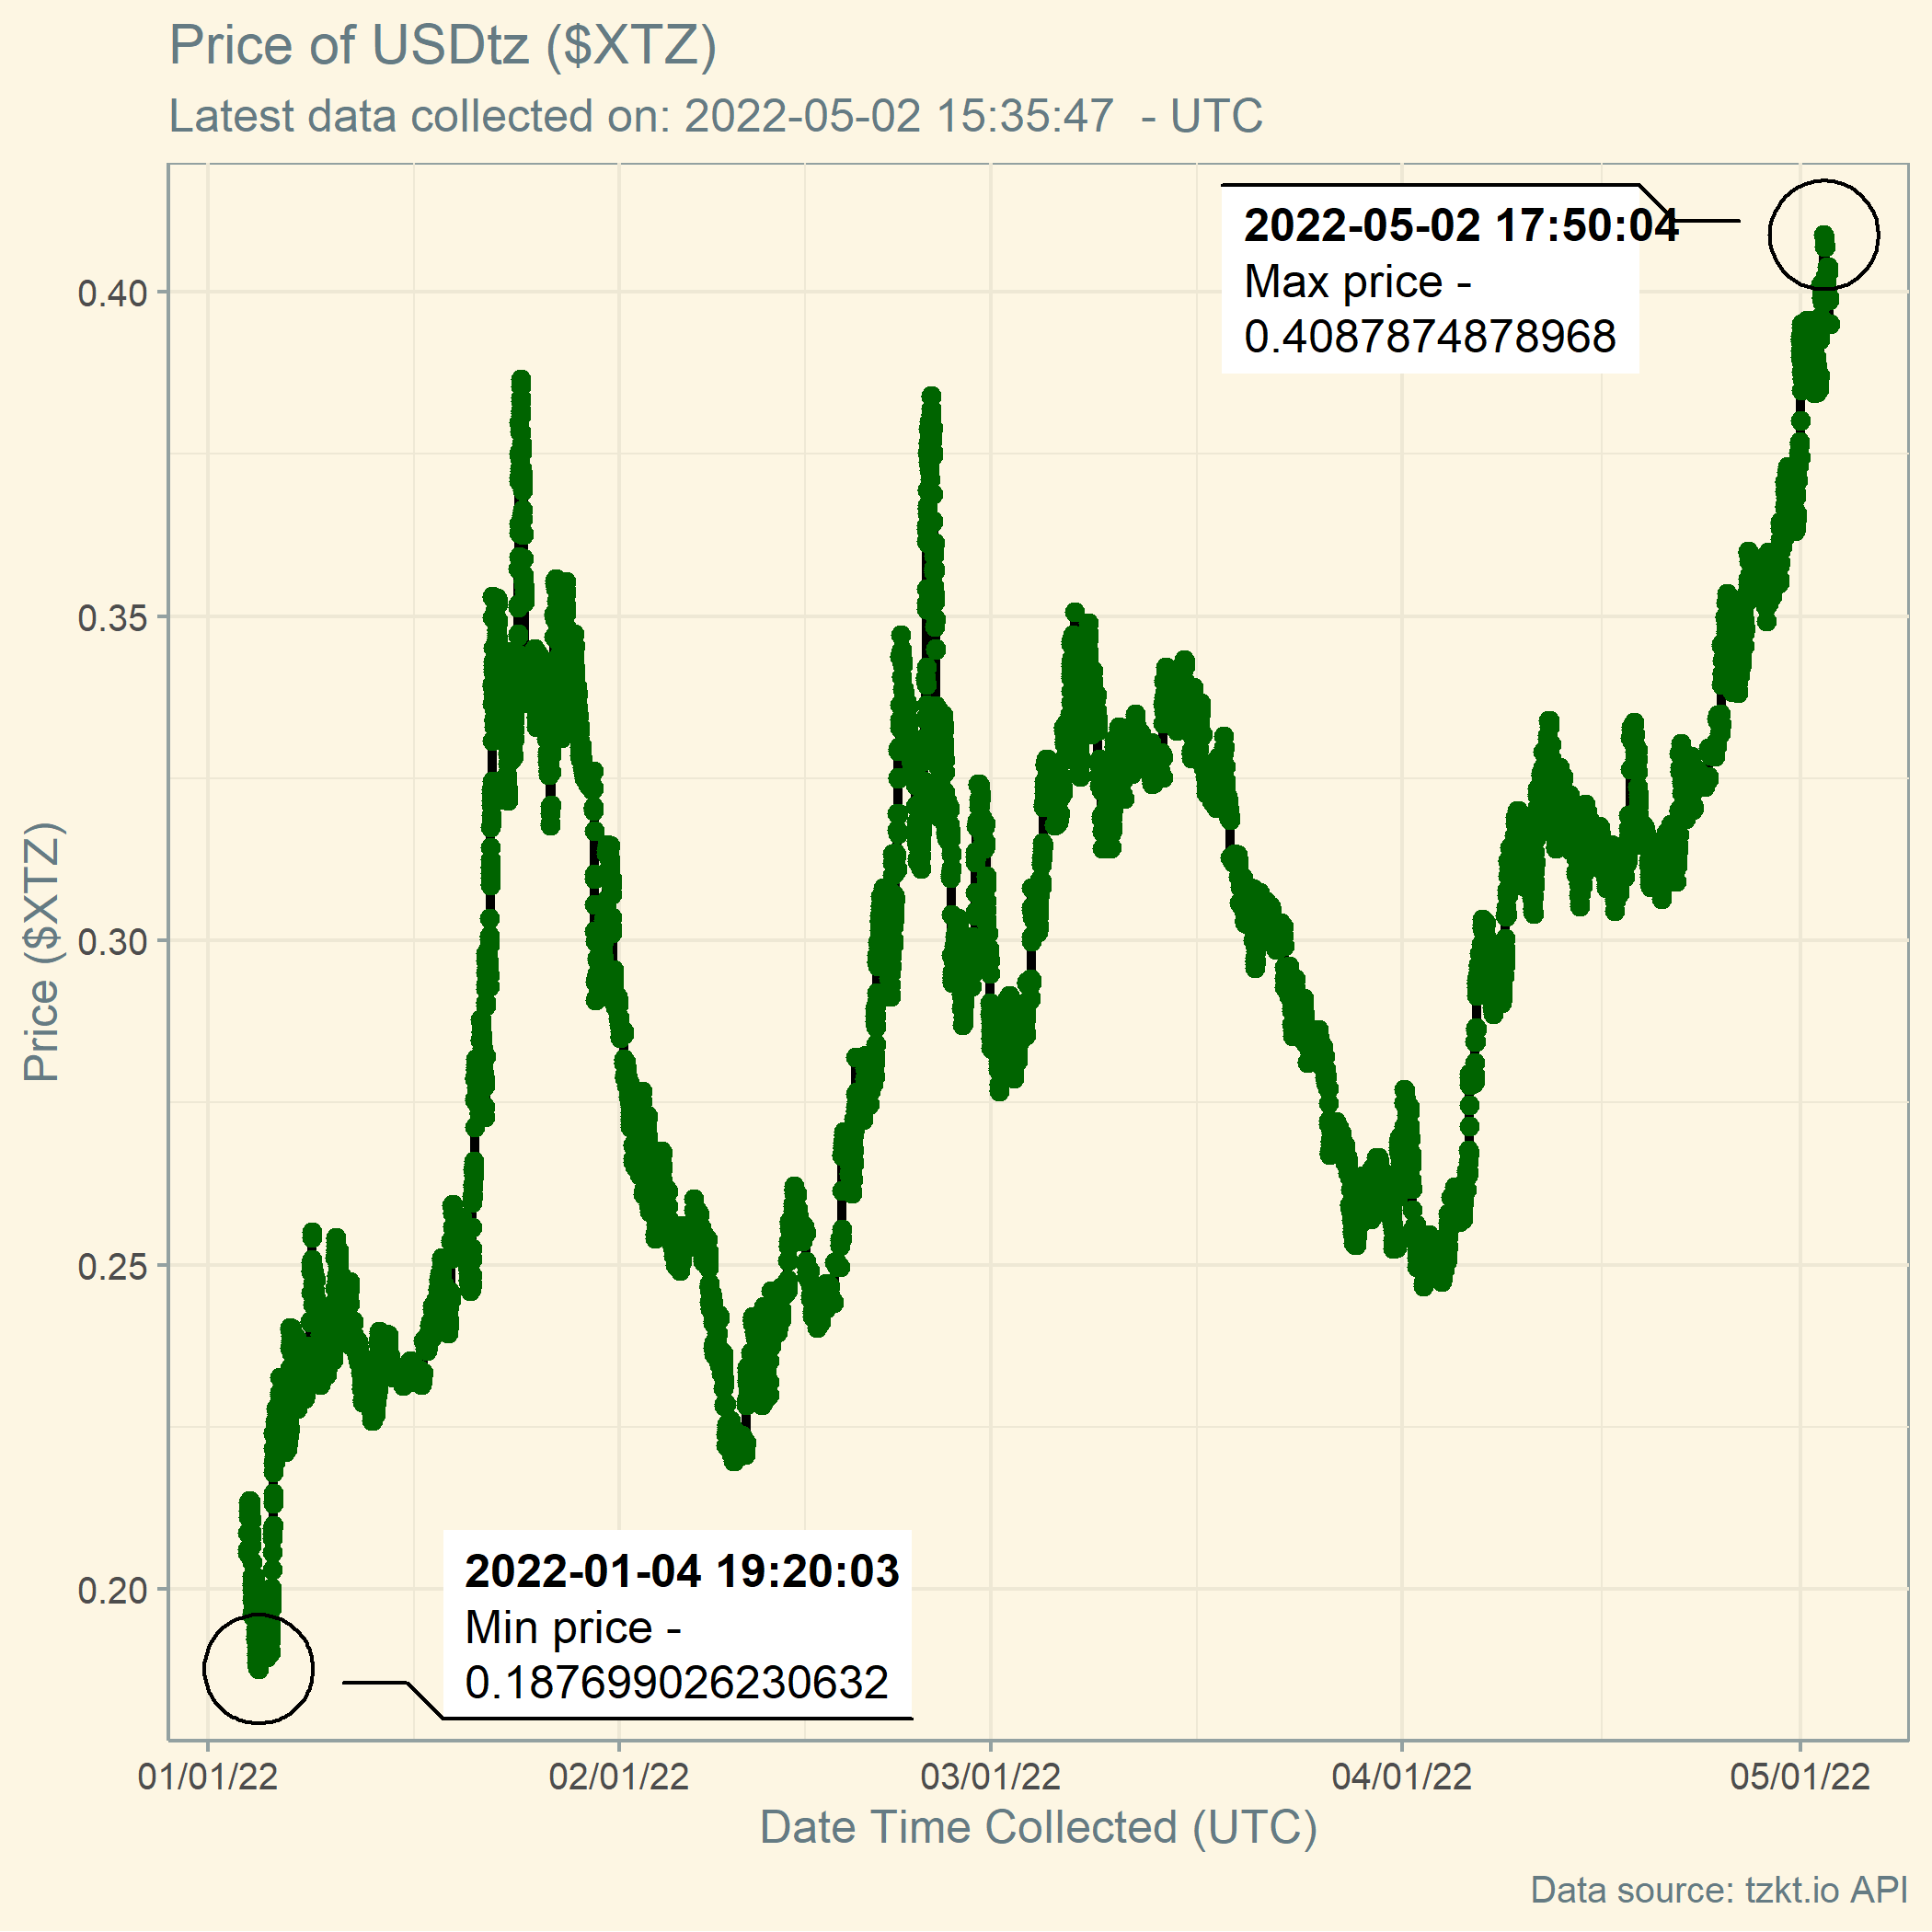 Price of USDtz ($XTZ)
Latest data collected on: 2022-05-02 15:35:47  - UTC
2022-05-02 17:50:04
Max price -
0.4087874878968
0.40
0.35
0.30
0.25
0.20
Price ($XTZ)
2022-01-04 19:20:03
Min price -
0.187699026230632
01/01/22
02/01/22
03/01/22
04/01/22
05/01/22
Date Time Collected (UTC)
Data source: tzkt.io API